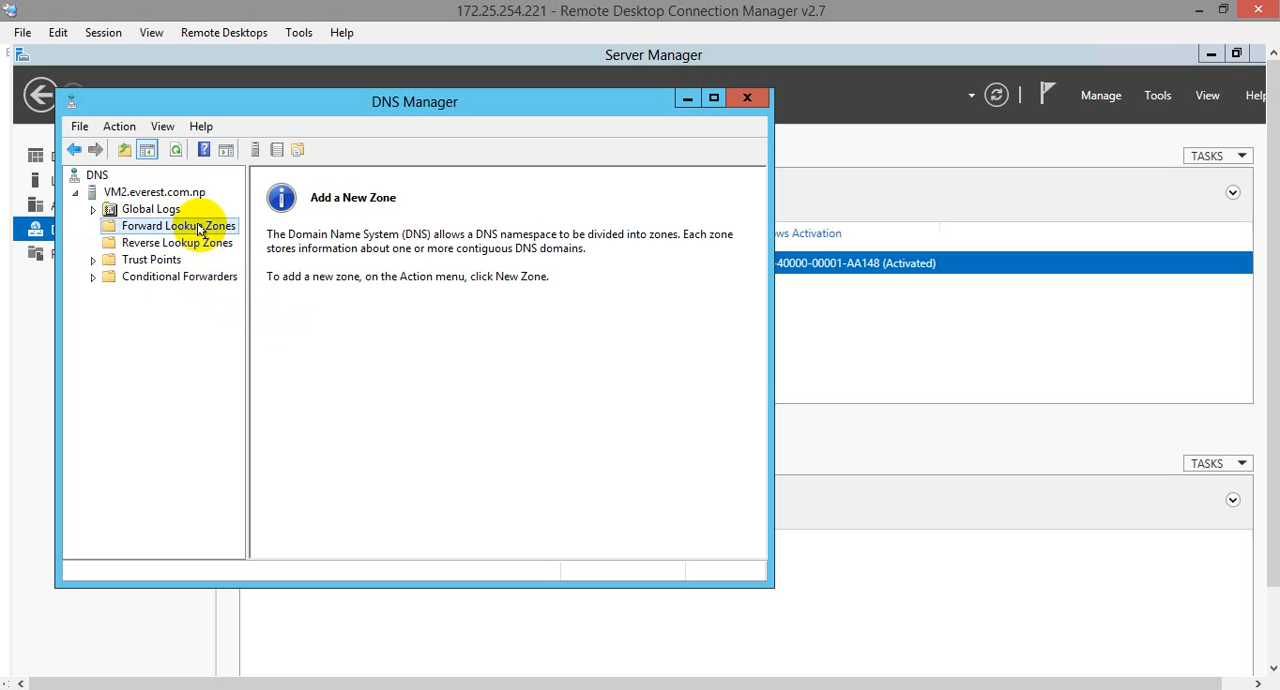 172.25.254.221 - Remote Desktop Connection Manager v2.7
File Edit Session View Remote Desktops Tools Help
Server Manager
Manage Tools View Help
DNS Manager
File Action View Help
DNS
VM2.everest.com.np
Global Logs
Forward Lookup Zones
Reverse Lookup Zones
Trust Points
Conditional Forwarders
Add a New Zone
The Domain Name System (DNS) allows a DNS namespace to be divided into zones. Each zone
stores information about one or more contiguous DNS domains.
To add a new zone, on the Action menu, click New Zone.
TASKS
ows Activation
-40000-00001-AA148 (Activated)
TASKS